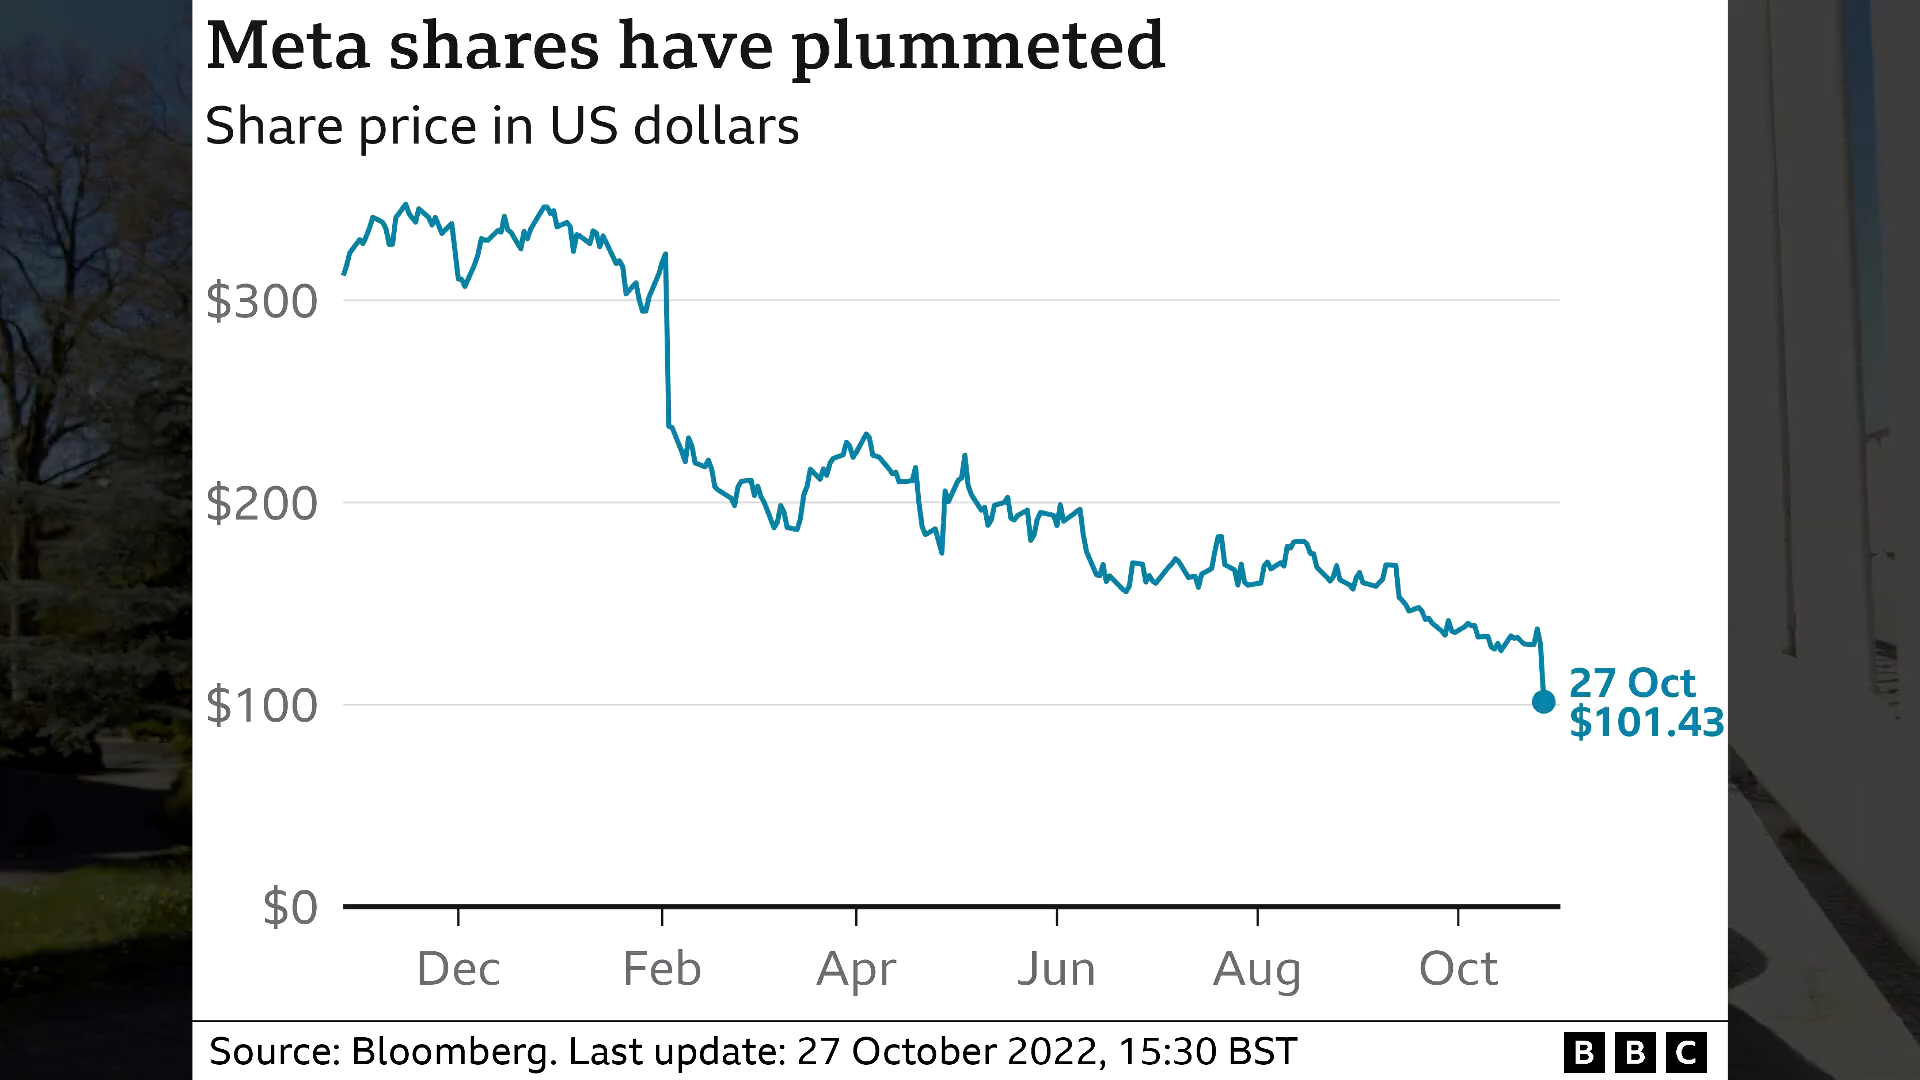 Meta shares have plummeted
Share price in US dollars
$300
$200
$100
$0
27 Oct
$101.43
Dec Feb Apr Jun Aug Oct
Source: Bloomberg. Last update: 27 October 2022, 15:30 BST
BBC